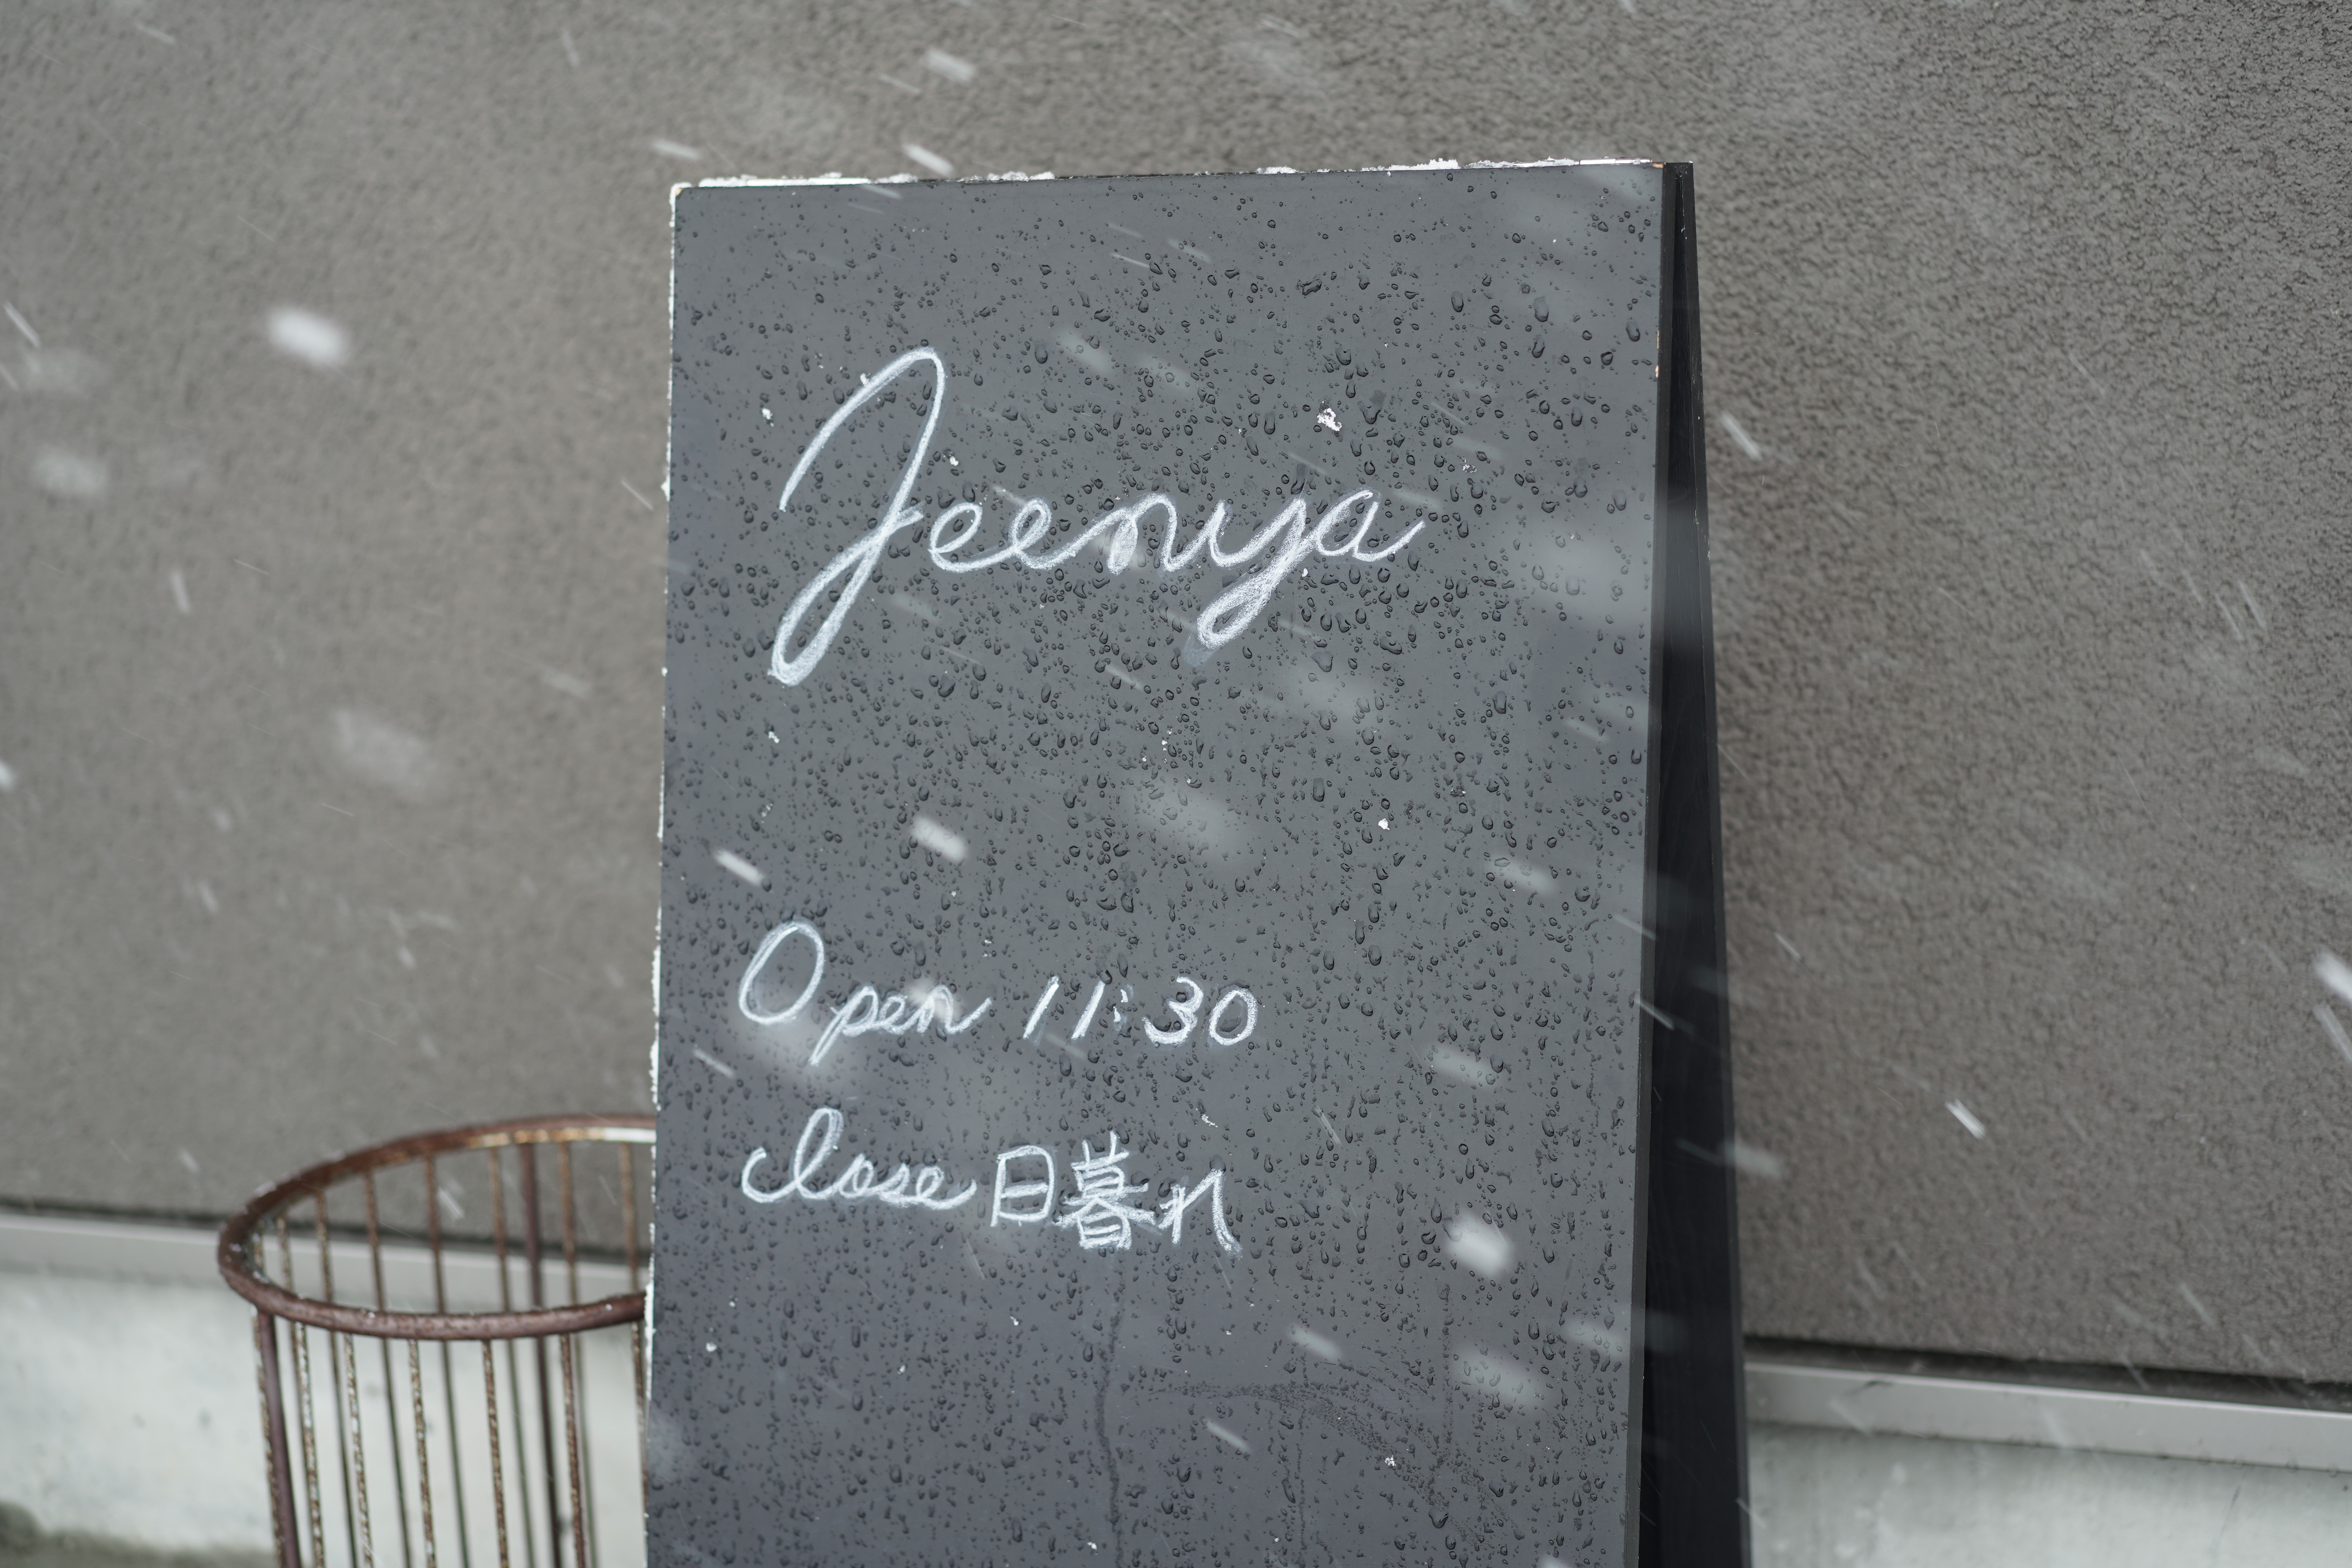 Jeenya
Open 11:30
Close 日暮れ